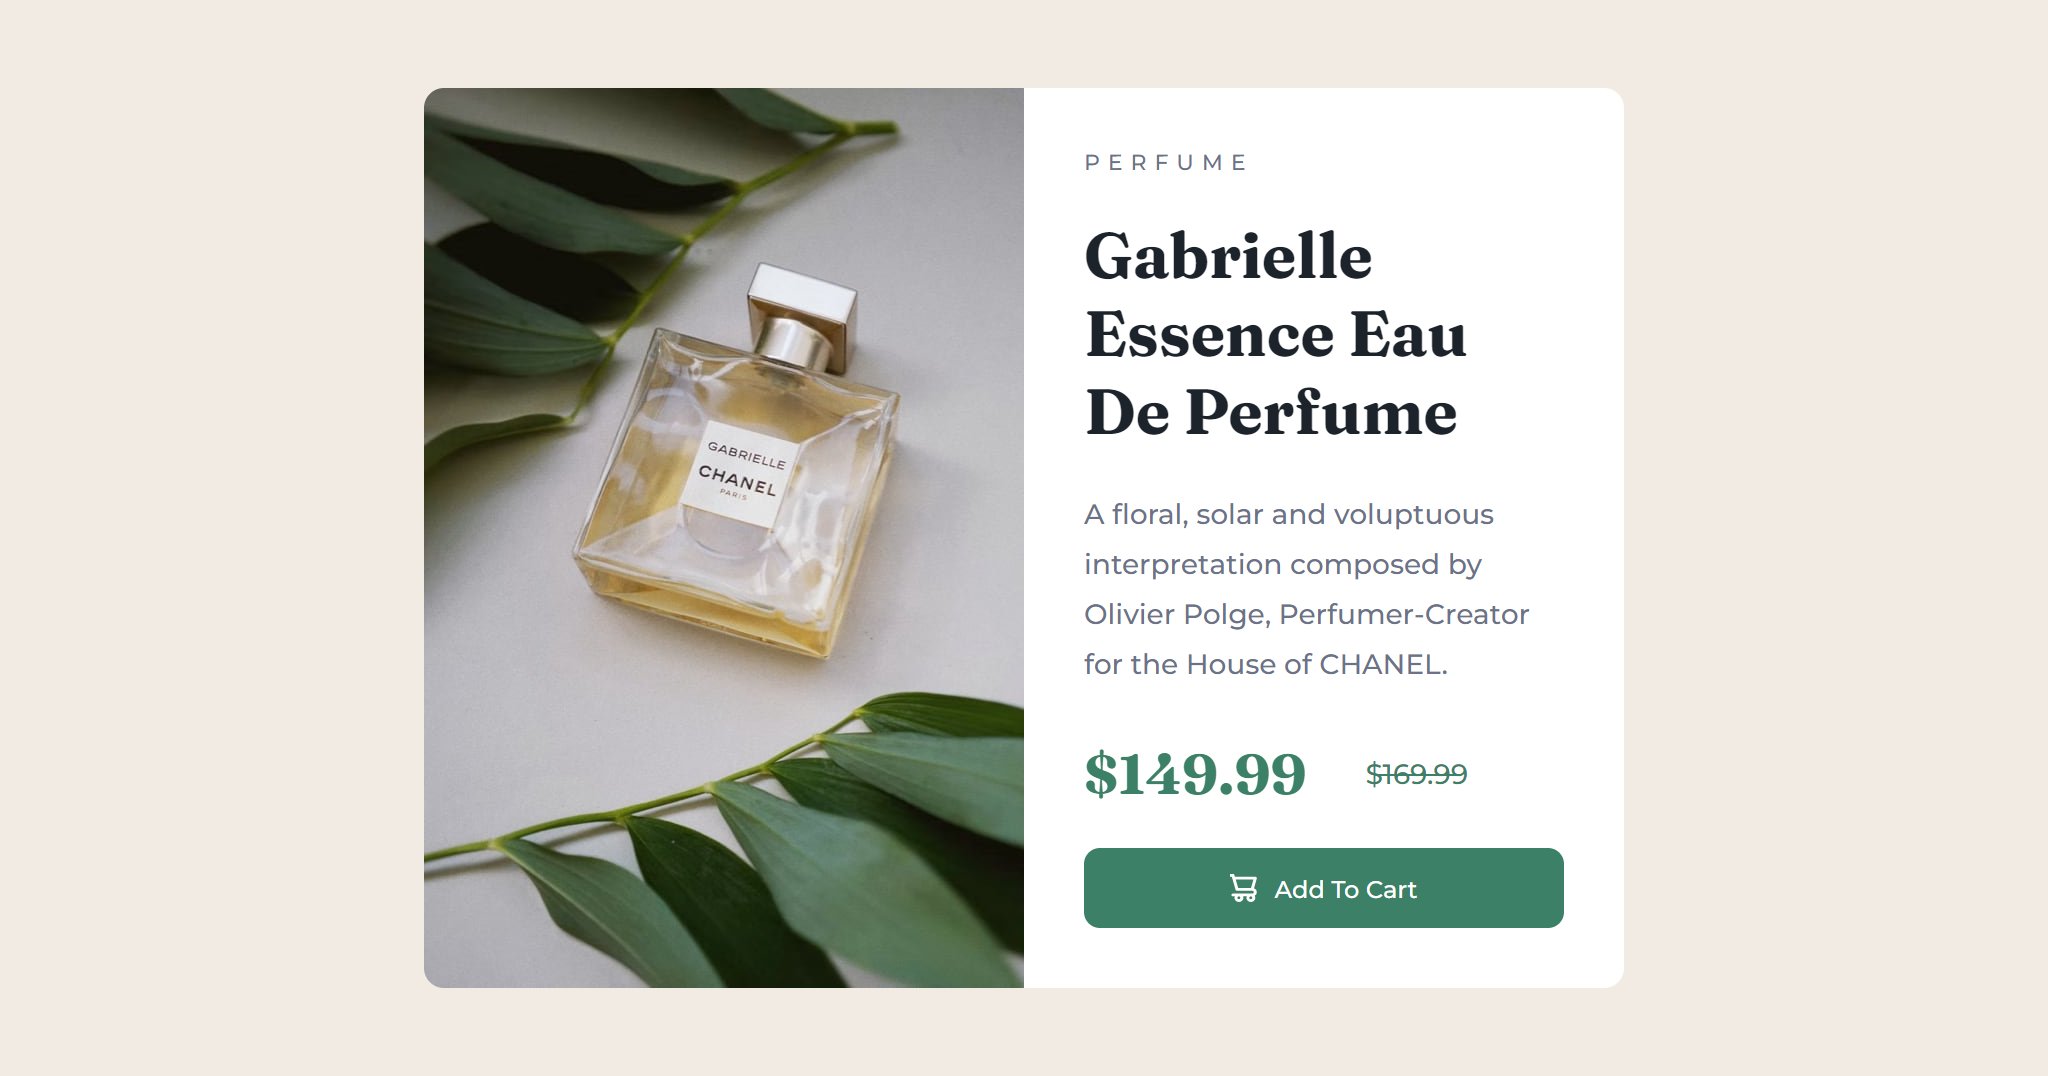 GABRIELLE
CHANEL
PARIS
PERFUME
Gabrielle
Essence Eau
De Perfume
A floral, solar and voluptuous
interpretation composed by
Olivier Polge, Perfumer-Creator
for the House of CHANEL.
$149.99 $169.99
Add To Cart